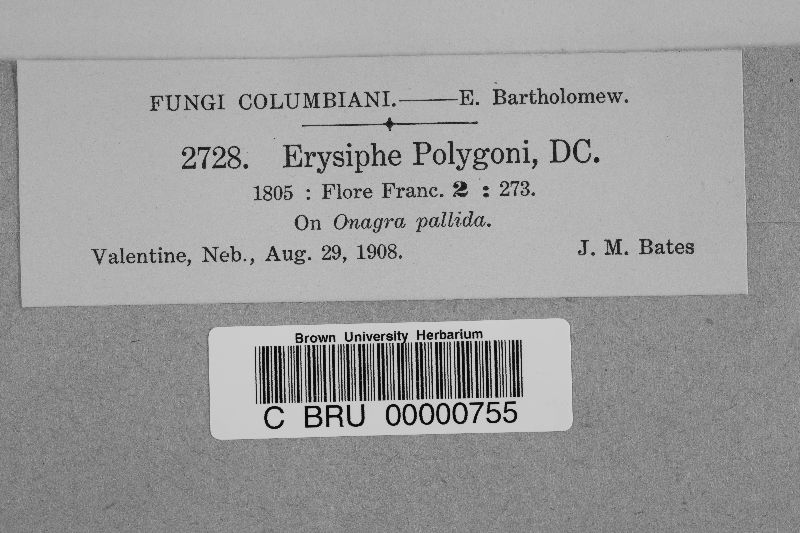 FUNGI COLUMBIANI.——E. Bartholomew.
2728. Erysiphe Polygoni, DC.
1805 : Flore Franc. 2 : 273.
On Onagra pallida.
Valentine, Neb., Aug. 29, 1908. J. M. Bates
Brown University Herbarium
C BRU 00000755